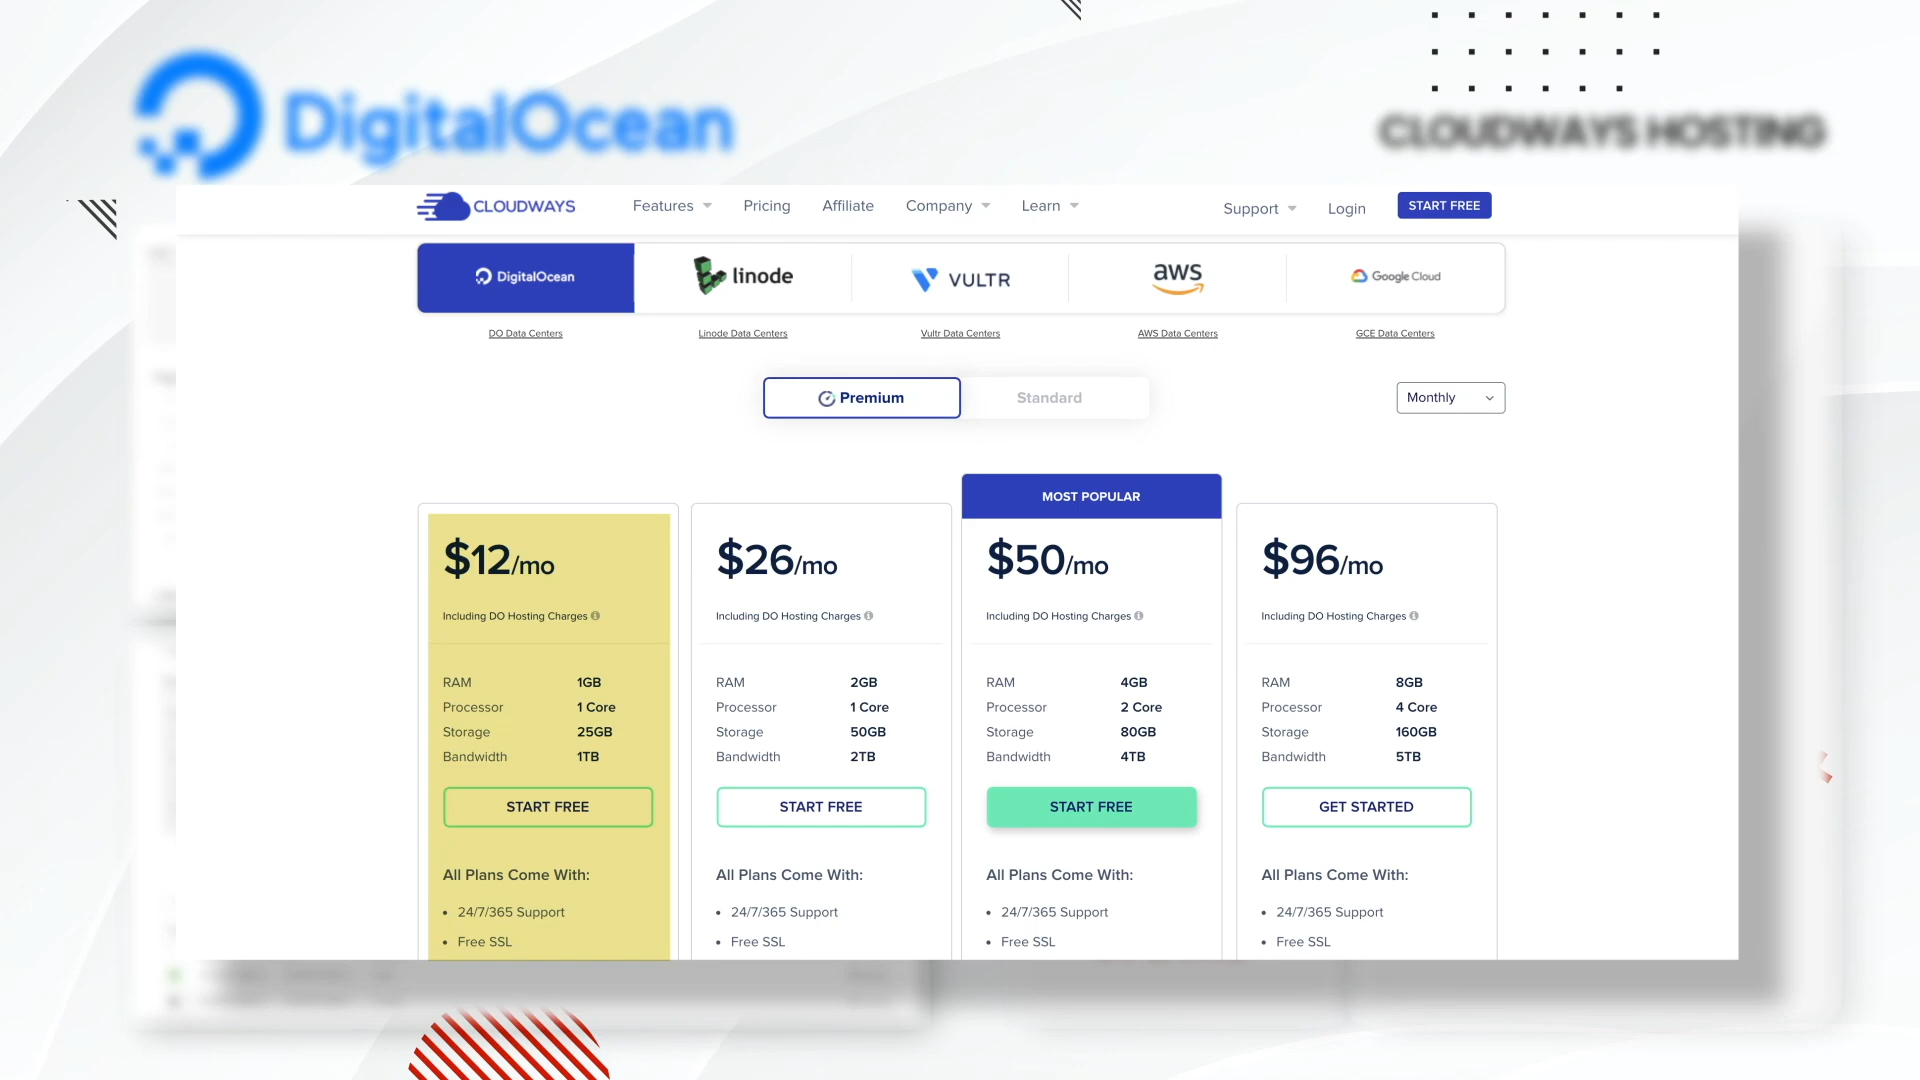 DigitalOcean
CLOUDWAYS HOSTING
CLOUDWAYS Features Pricing Affiliate Company Learn Support Login START FREE
DigitalOcean linode VULTR aws Google Cloud
DO Data Centers Linode Data Centers Vultr Data Centers AWS Data Centers GCE Data Centers
Premium Standard Monthly
MOST POPULAR
$12/mo $26/mo $50/mo $96/mo
Including DO Hosting Charges Including DO Hosting Charges Including DO Hosting Charges Including DO Hosting Charges
RAM 1GB RAM 2GB RAM 4GB RAM 8GB
Processor 1 Core Processor 1 Core Processor 2 Core Processor 4 Core
Storage 25GB Storage 50GB Storage 80GB Storage 160GB
Bandwidth 1TB Bandwidth 2TB Bandwidth 4TB Bandwidth 5TB
START FREE START FREE START FREE GET STARTED
All Plans Come With: All Plans Come With: All Plans Come With: All Plans Come With:
• 24/7/365 Support • 24/7/365 Support • 24/7/365 Support • 24/7/365 Support
• Free SSL • Free SSL • Free SSL • Free SSL